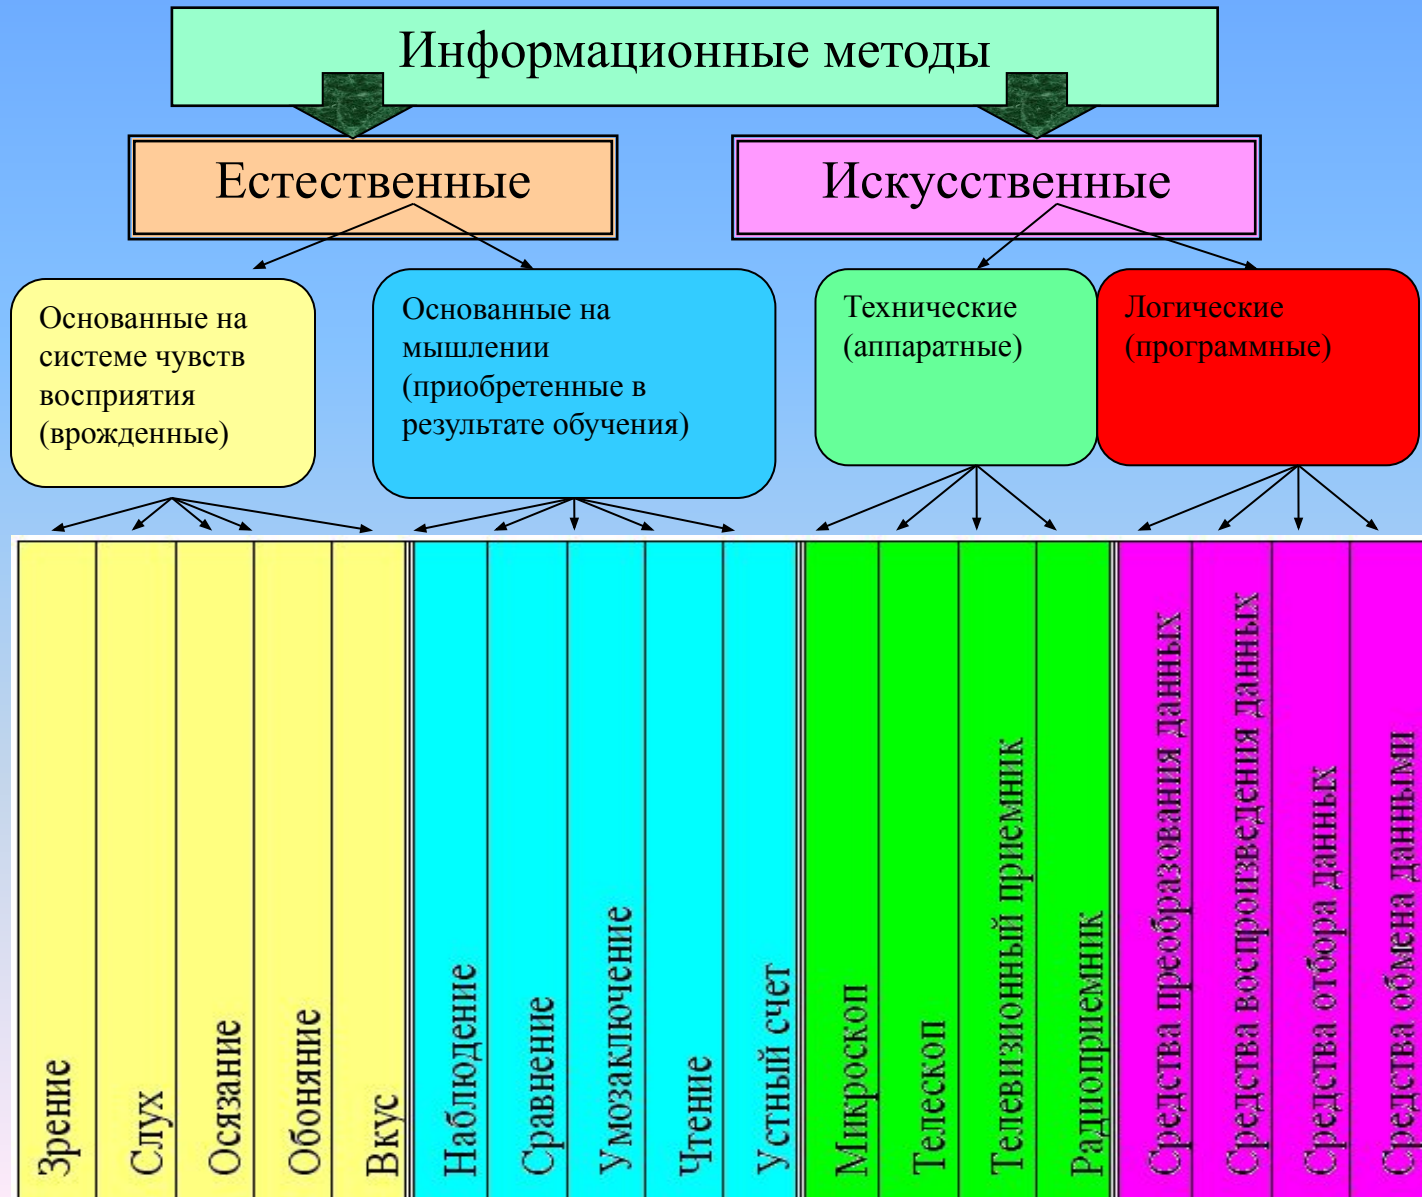 Информационные методы
Естественные
Искусственные
Основанные на
системе чувств
восприятия
(врожденные)
Основанные на
мышлении
(приобретенные в
результате обучения)
Технические
(аппаратные)
Логические
(программные)
Зрение
Слух
Осязание
Обоняние
Вкус
Наблюдение
Сравнение
Умозаключение
Чтение
Устный счет
Микроскоп
Телескоп
Телевизионный приемник
Радиоприемник
Средства преобразования данных
Средства воспроизведения данных
Средства отбора данных
Средства обмена данными